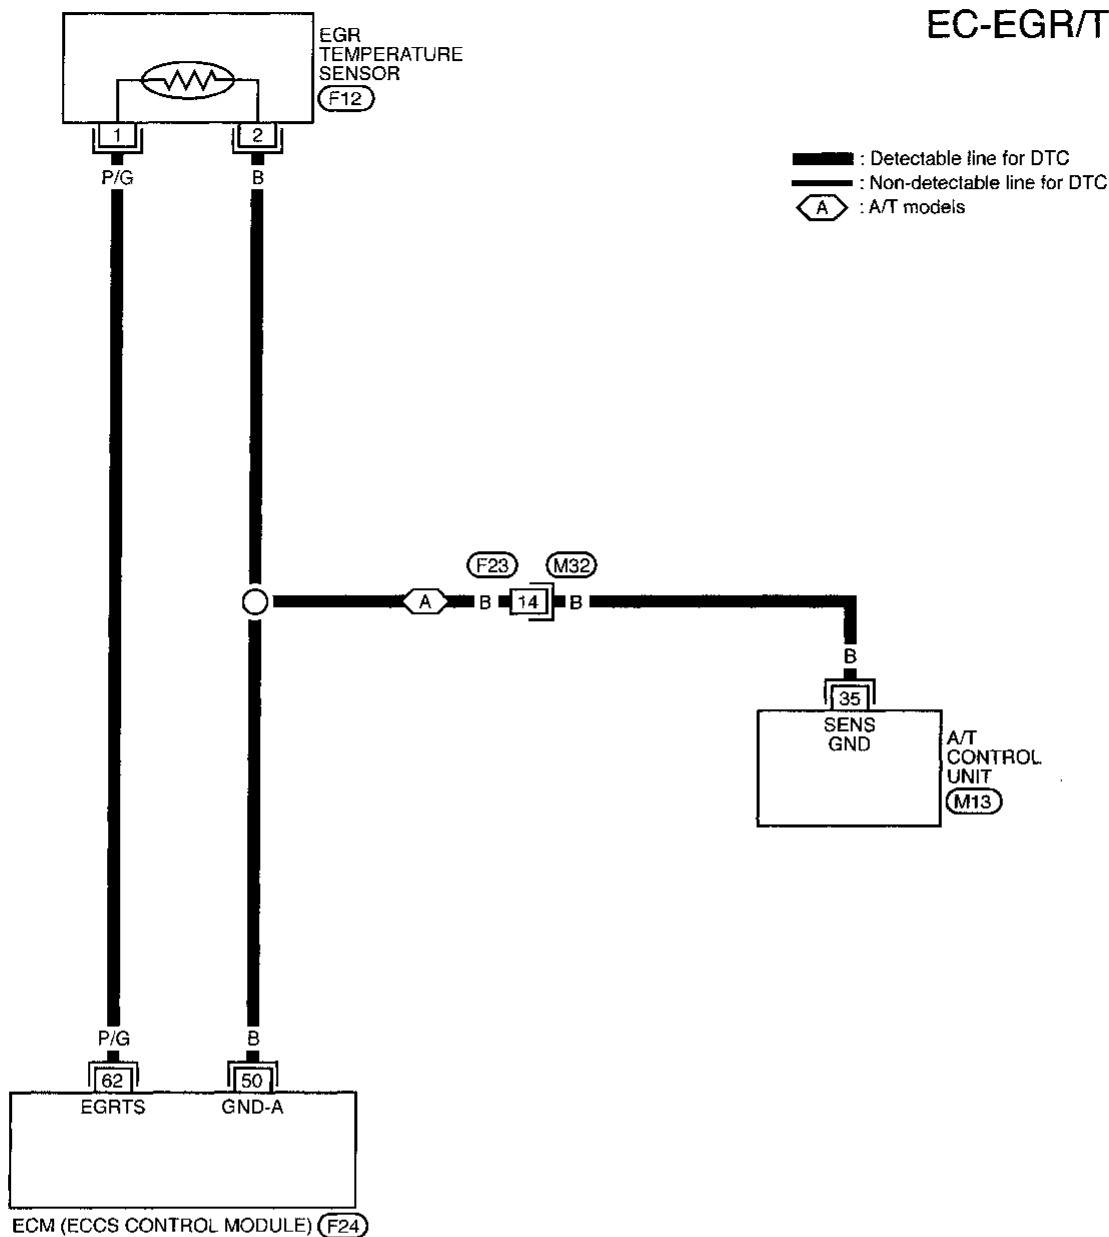 EC-EGR/T
EGR
TEMPERATURE
SENSOR
F12
1
2
P/G
B
: Detectable line for DTC
: Non-detectable line for DTC
A
: A/T models
F23
M32
A
B
14
B
B
35
SENS
GND
A/T
CONTROL
UNIT
M13
P/G
B
62
50
EGRTS
GND-A
ECM (ECCS CONTROL MODULE)
F24